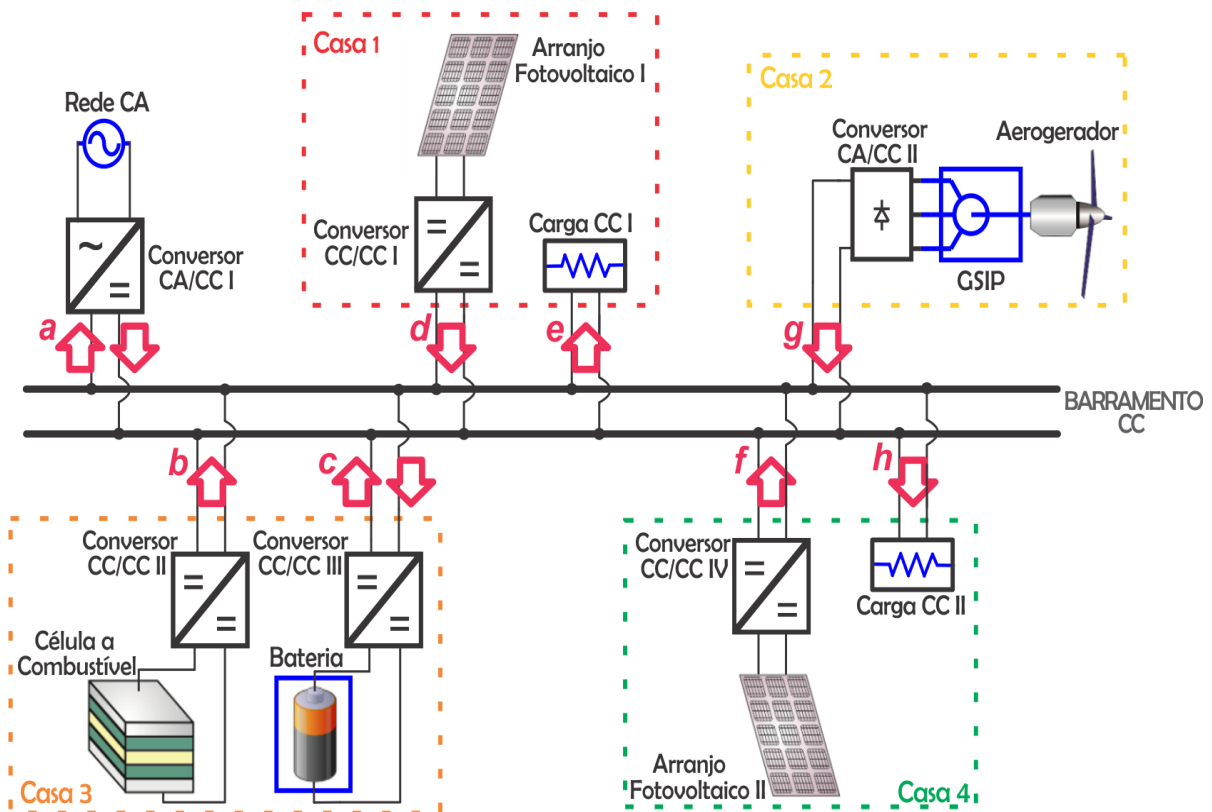 Casa 1
Arranjo
Fotovoltaico I
Casa 2
Rede CA
Conversor
CA/CC II
Aerogerador
Conversor
CC/CC I
Carga CC I
Conversor
CA/CC I
GSIP
a
d
e
g
BARRAMENTO
CC
b
c
f
h
Conversor
CC/CC II
Conversor
CC/CC III
Conversor
CC/CC IV
Carga CC II
Célula a
Combustível
Bateria
Arranjo
Fotovoltaico II
Casa 3
Casa 4